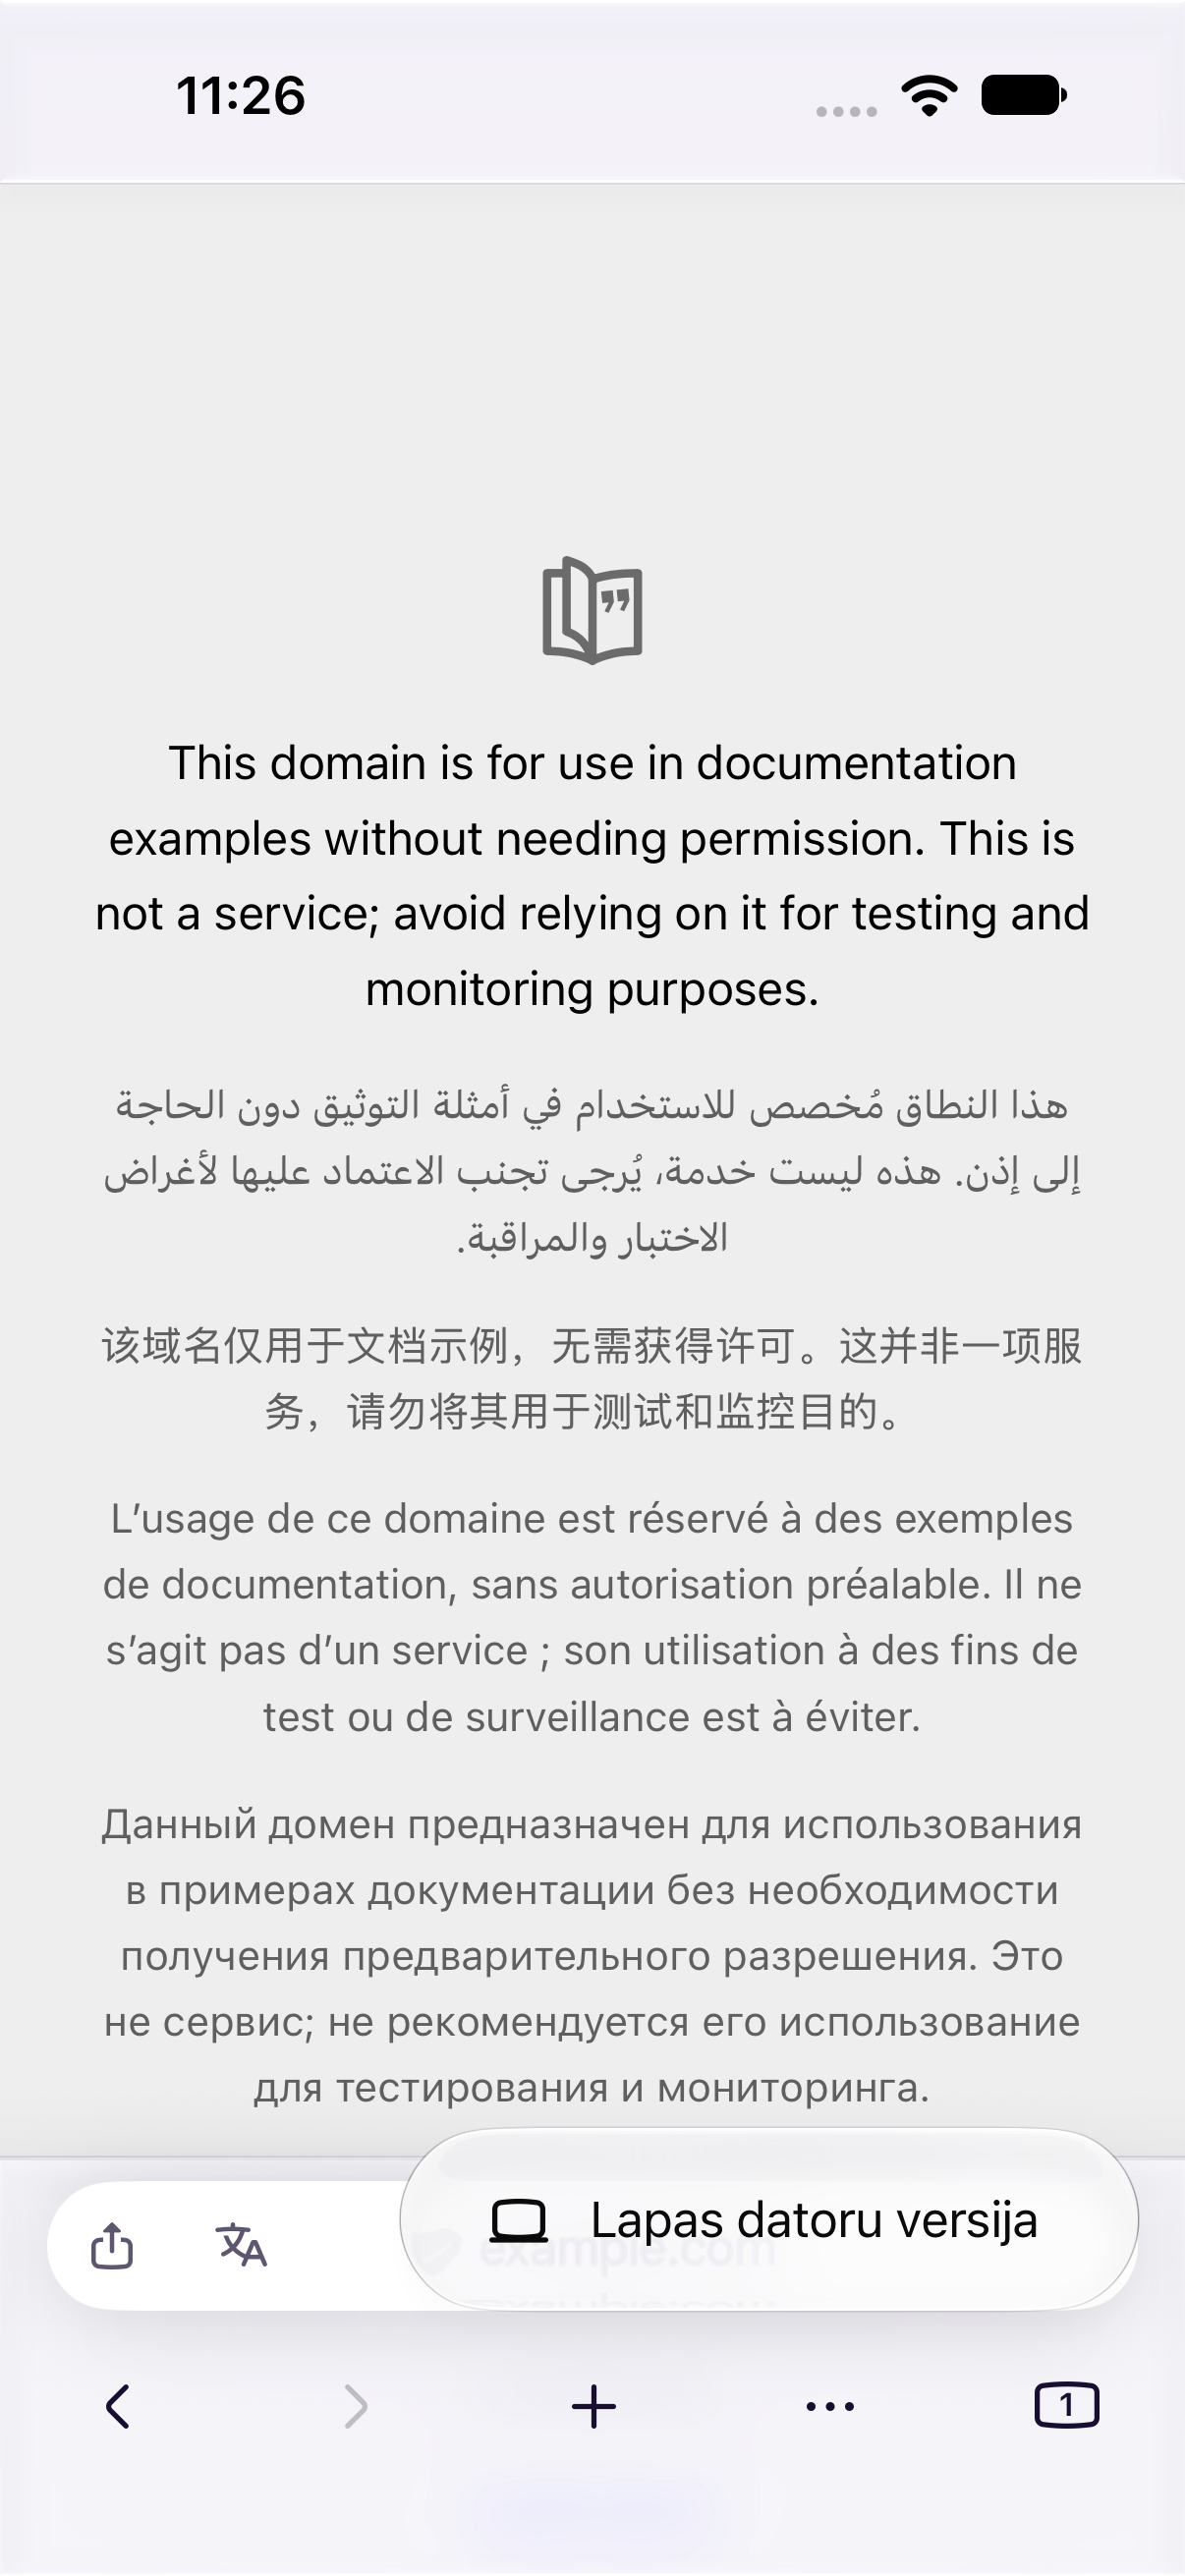 11:26
This domain is for use in documentation
examples without needing permission. This is
not a service; avoid relying on it for testing and
monitoring purposes.
هذا النطاق مُخصص للاستخدام في أمثلة التوثيق دون الحاجة
إلى إذن. هذه ليست خدمة، يُرجى تجنب الاعتماد عليها لأغراض
الاختبار والمراقبة.
该域名仅用于文档示例，无需获得许可。这并非一项服
务，请勿将其用于测试和监控目的。
L’usage de ce domaine est réservé à des exemples
de documentation, sans autorisation préalable. Il ne
s’agit pas d’un service ; son utilisation à des fins de
test ou de surveillance est à éviter.
Данный домен предназначен для использования
в примерах документации без необходимости
получения предварительного разрешения. Это
не сервис; не рекомендуется его использование
для тестирования и мониторинга.
Lapas datoru versija
example.com
1